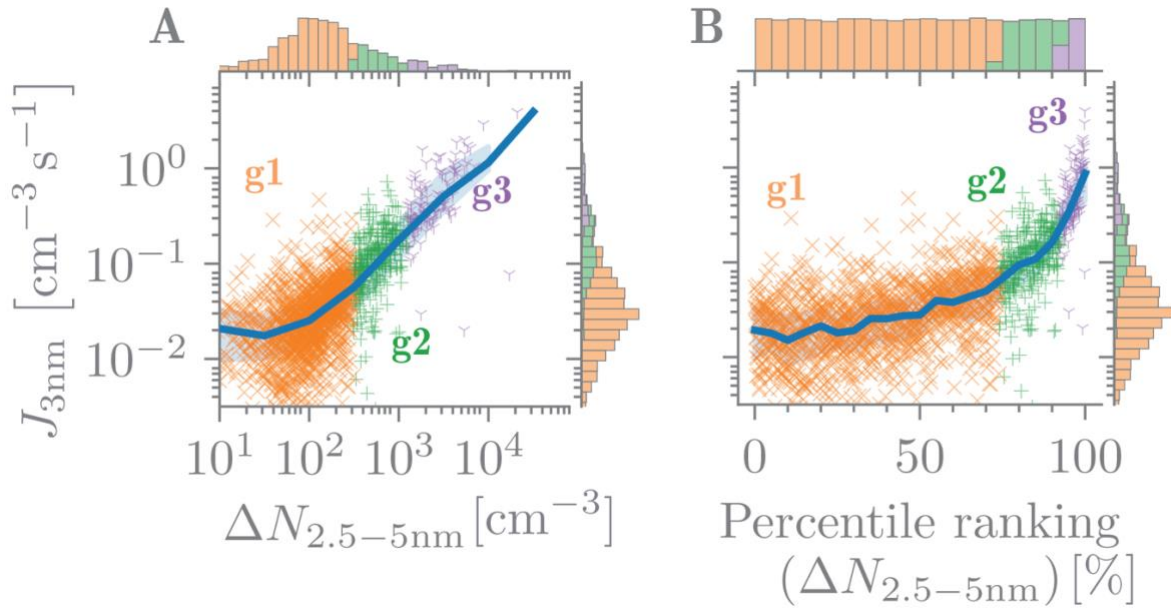 A
B
J₃ₙₘ [cm⁻³ s⁻¹]
10⁰
10⁻¹
10⁻²
g1
g2
g3
10¹ 10² 10³ 10⁴
ΔN₂.₅₋₅ₙₘ [cm⁻³]
g1
g2
g3
0 50 100
Percentile ranking
(ΔN₂.₅₋₅ₙₘ) [%]